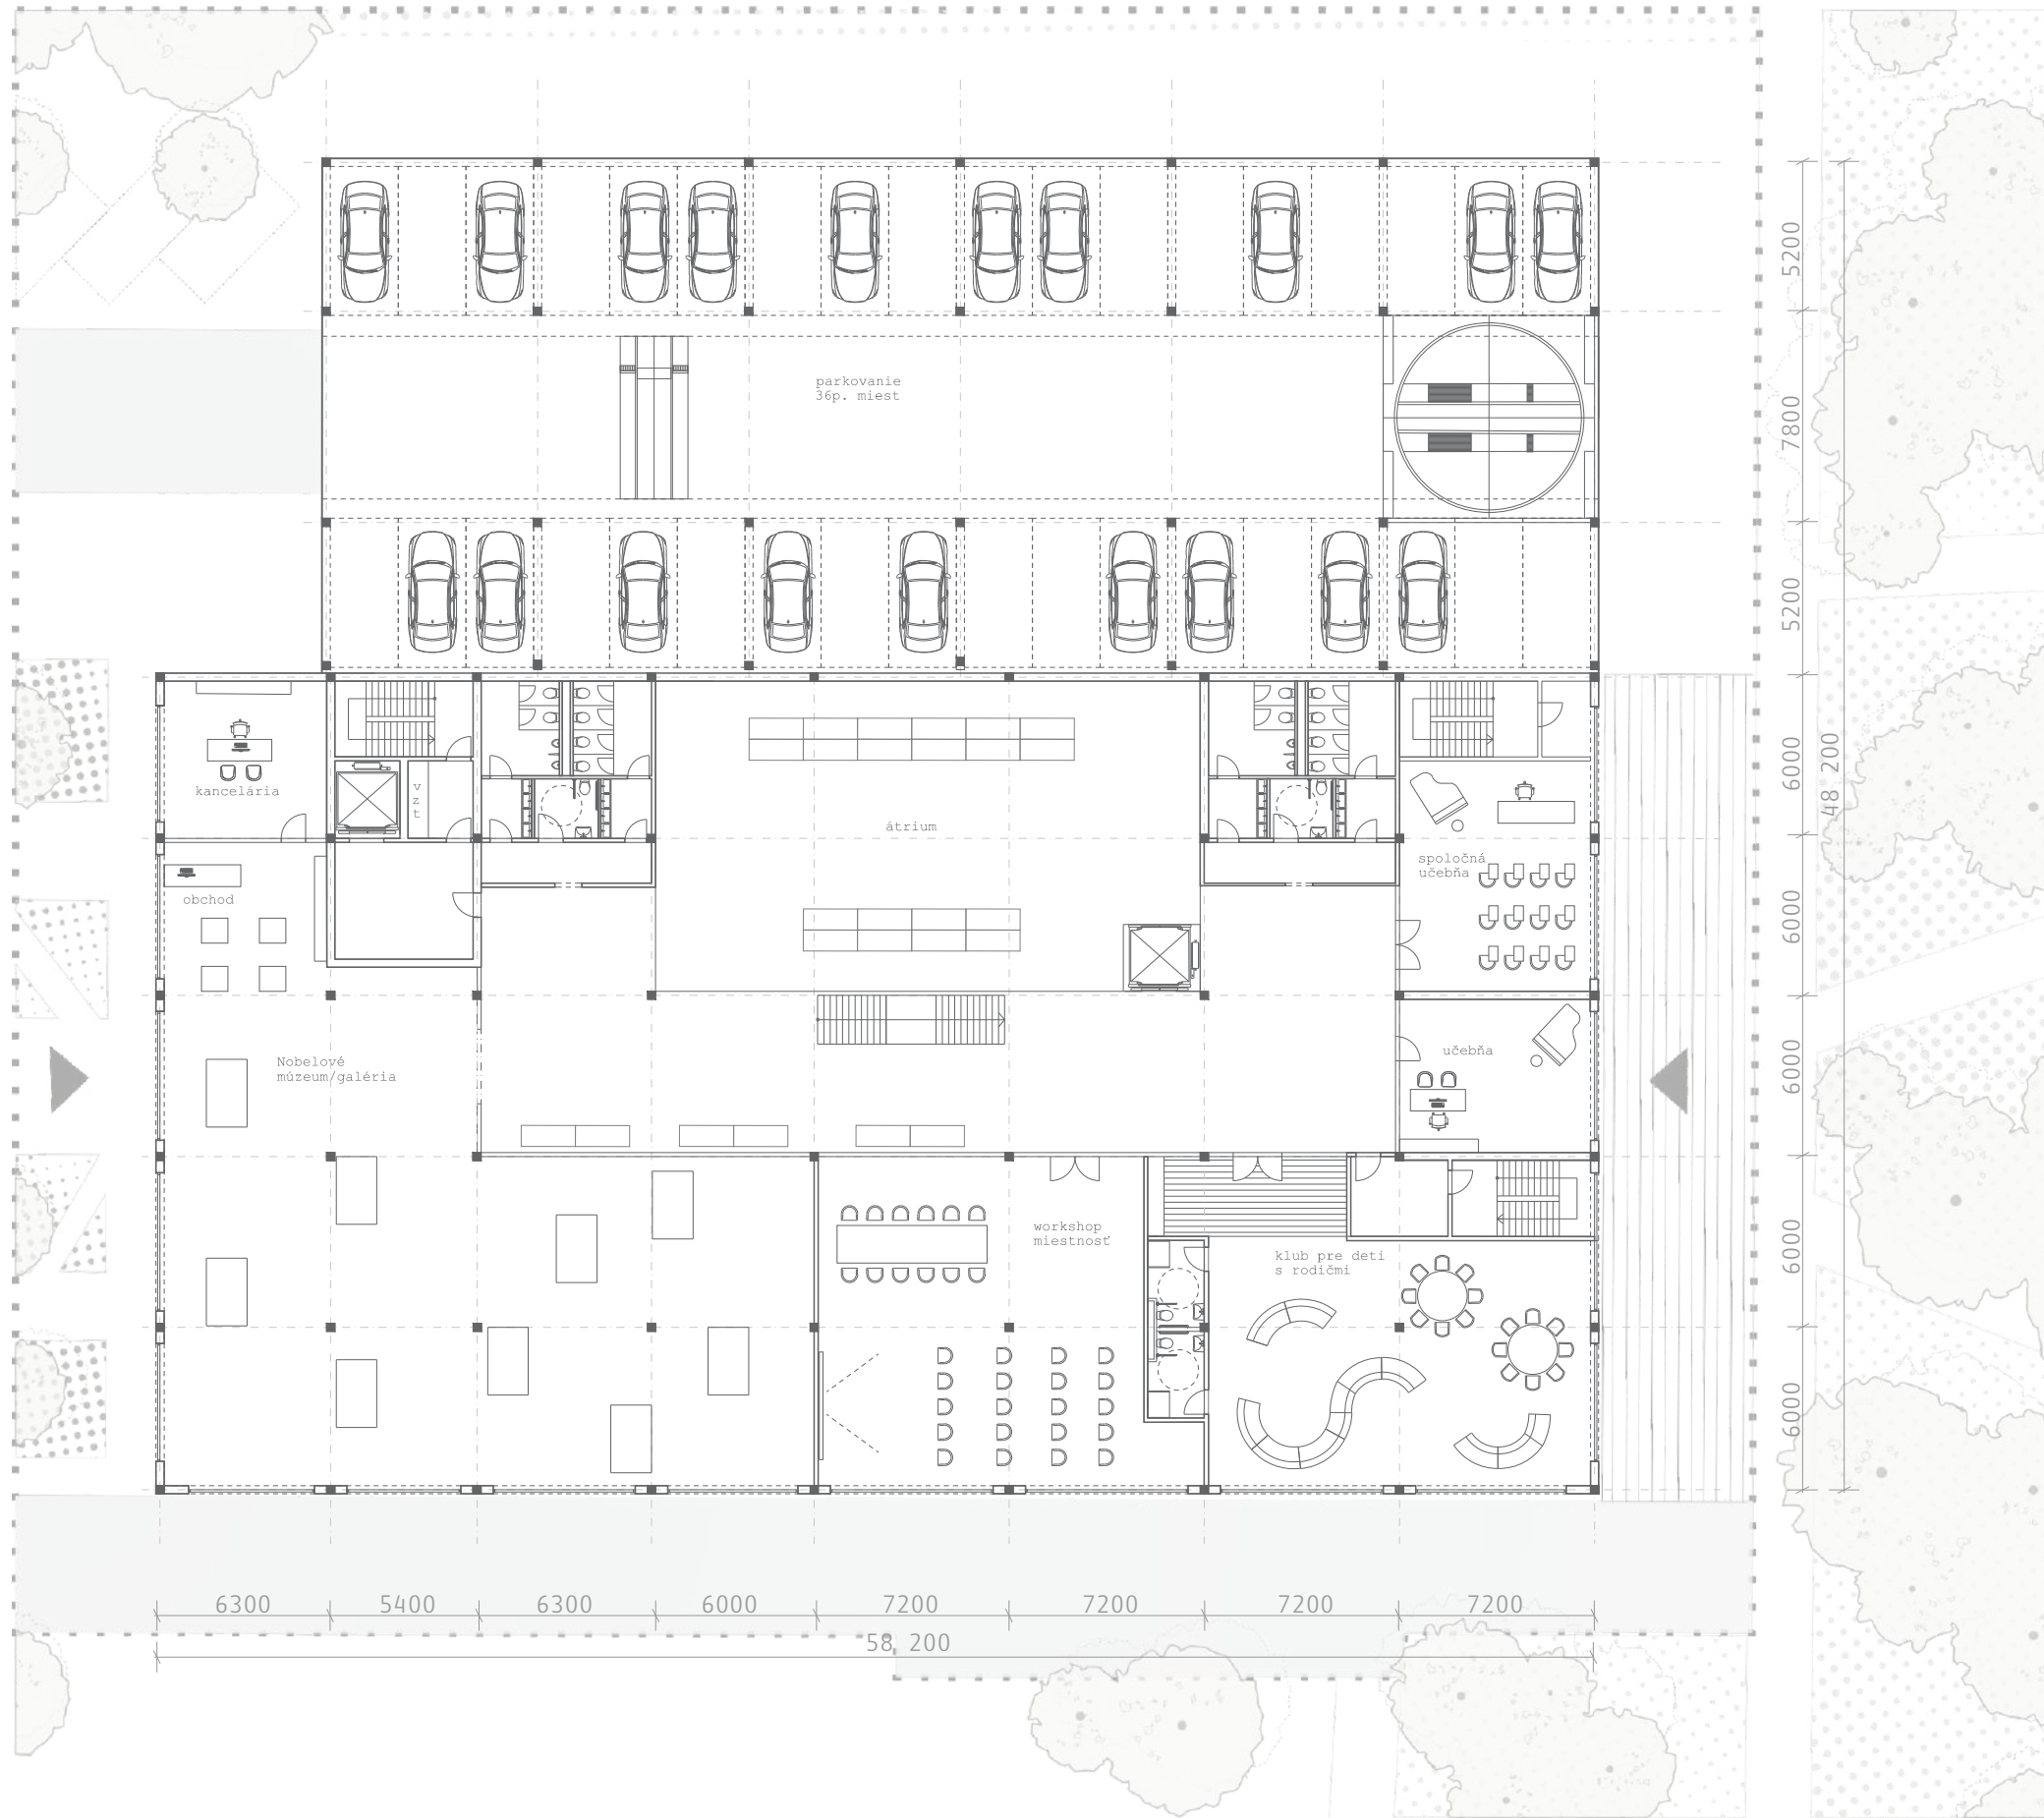 parkovanie
36p. miest
kancelária
vzt
átrium
spoločná
učebňa
obchod
Nobelové
múzeum/galéria
učebňa
workshop
miestnosť
klub pre deti
s rodičmi
5200
7800
5200
6000
48 200
6000
6000
6000
6000
6300
5400
6300
6000
7200
7200
7200
7200
58 200